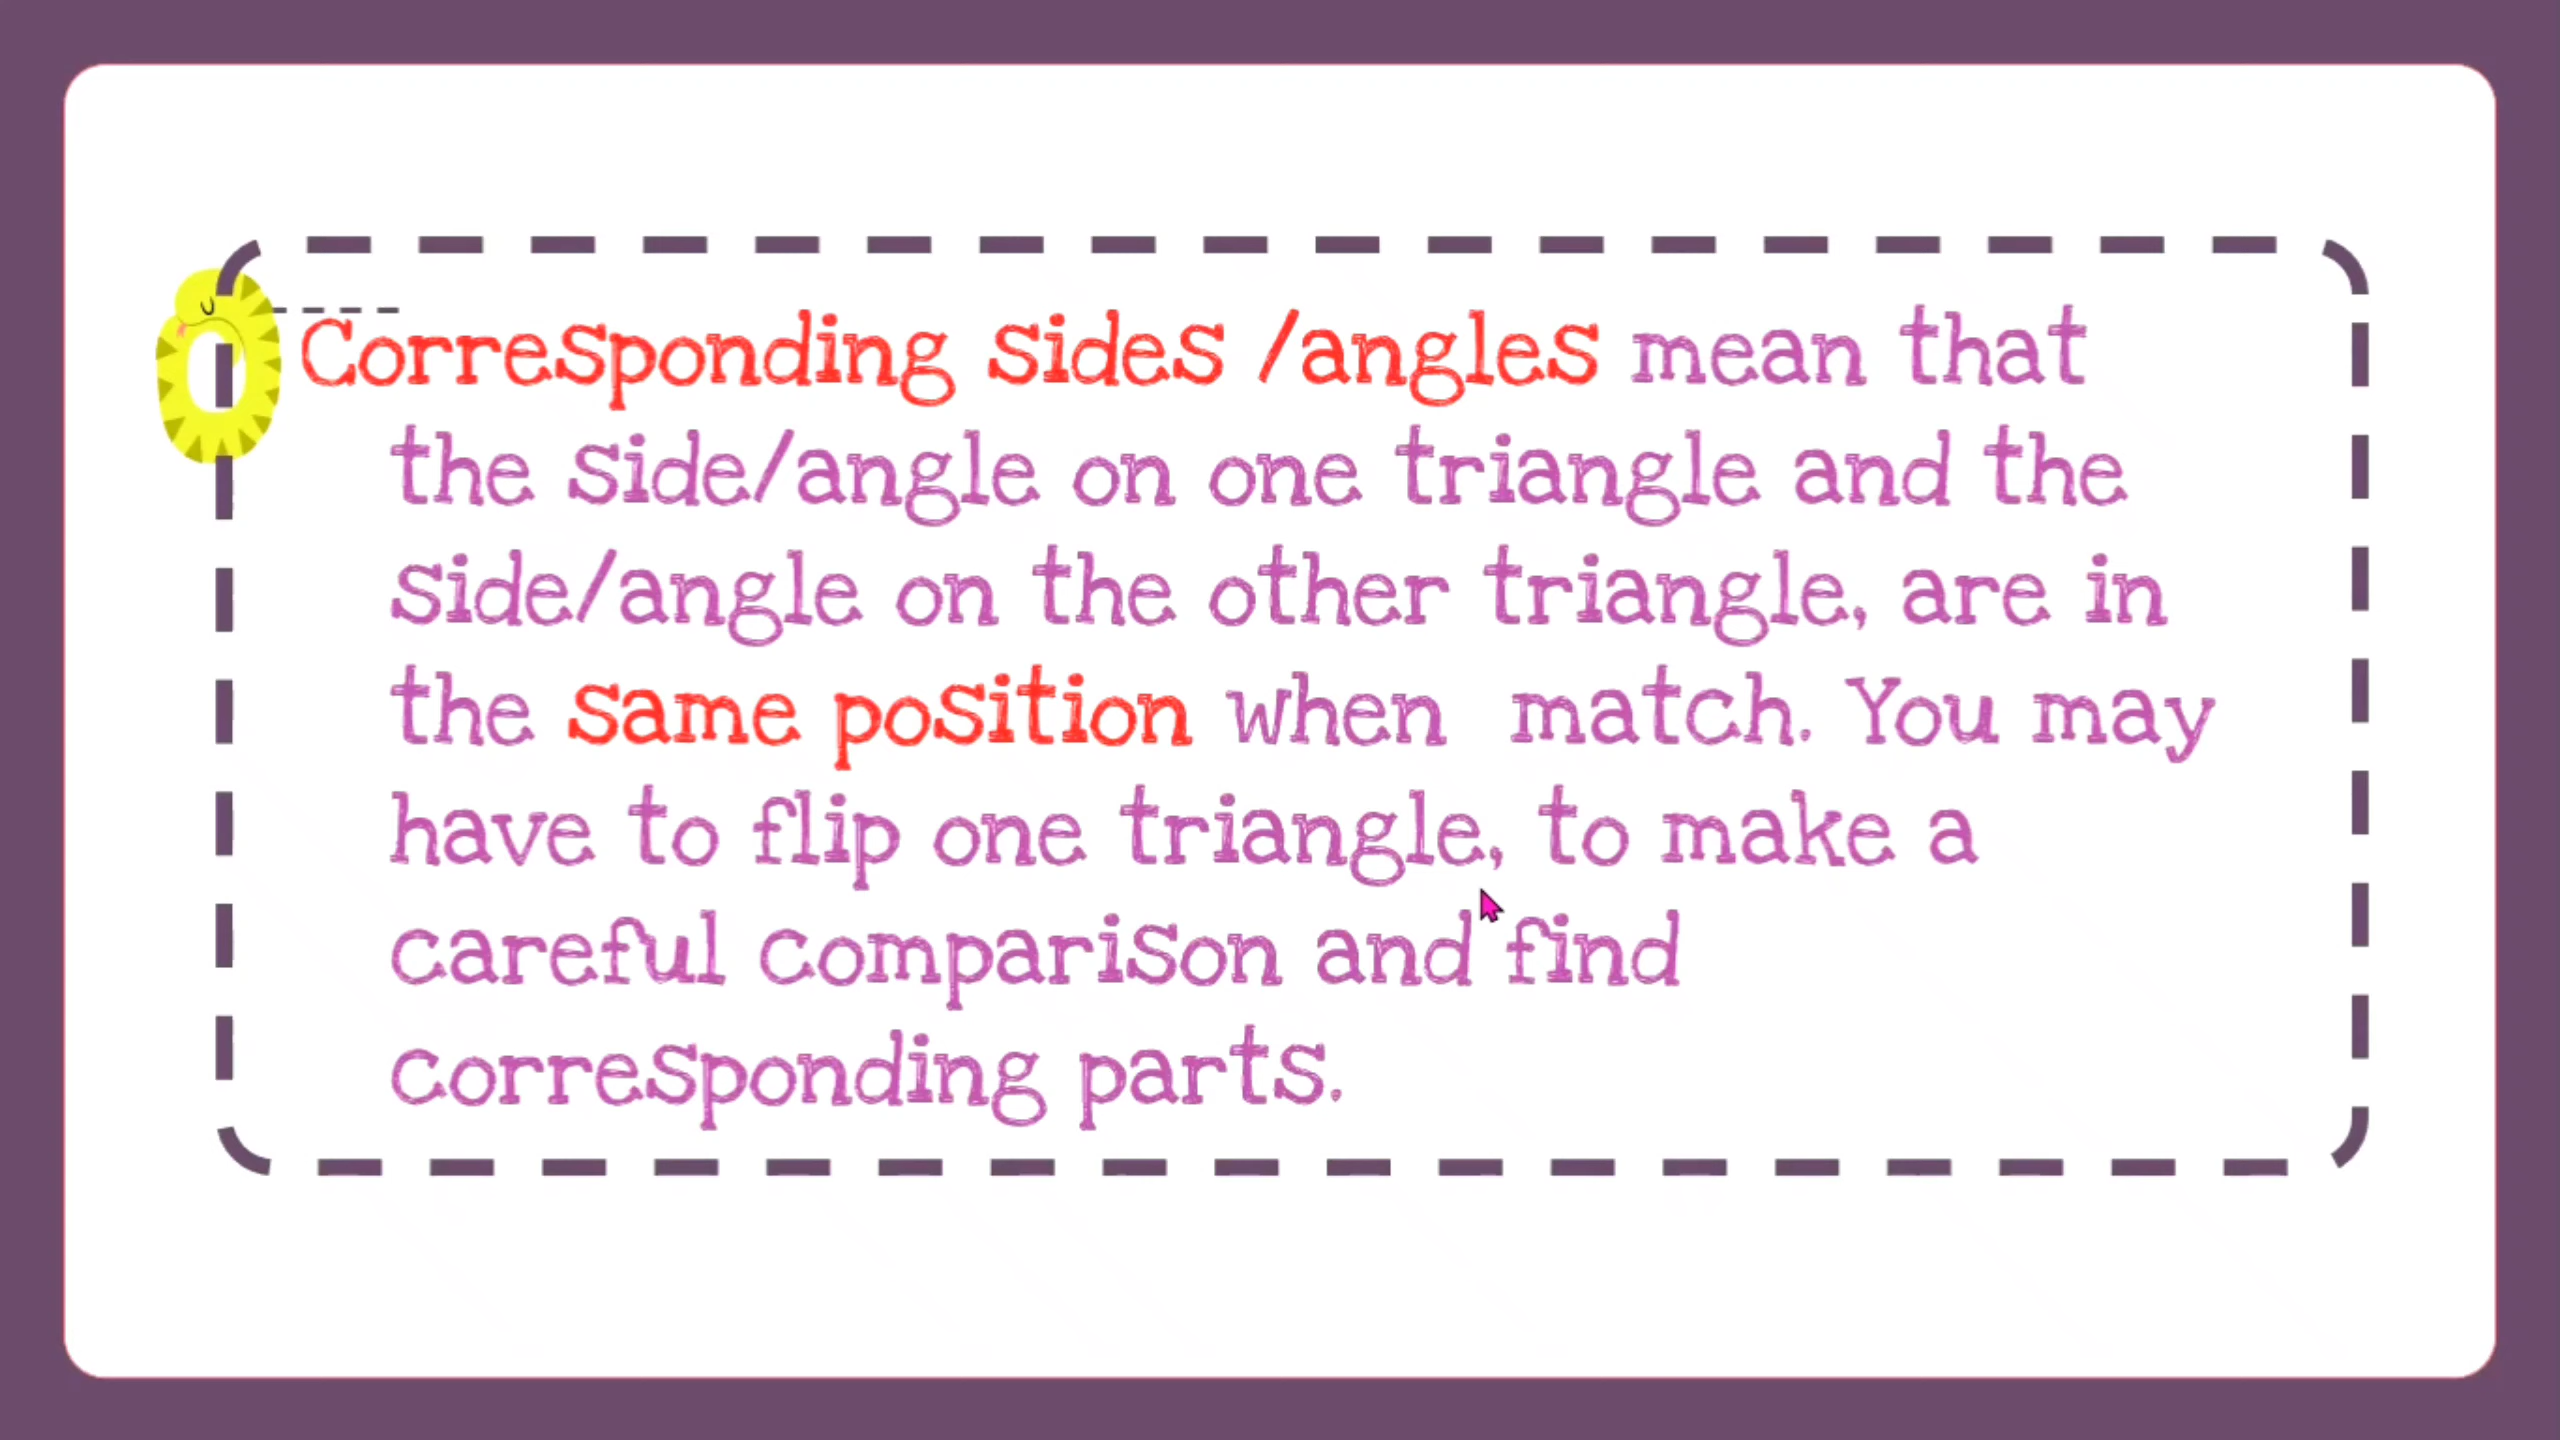 Corresponding sides /angles mean that
the side/angle on one triangle and the
side/angle on the other triangle, are in
the same position when match. You may
have to flip one triangle, to make a
careful comparison and find
corresponding parts.